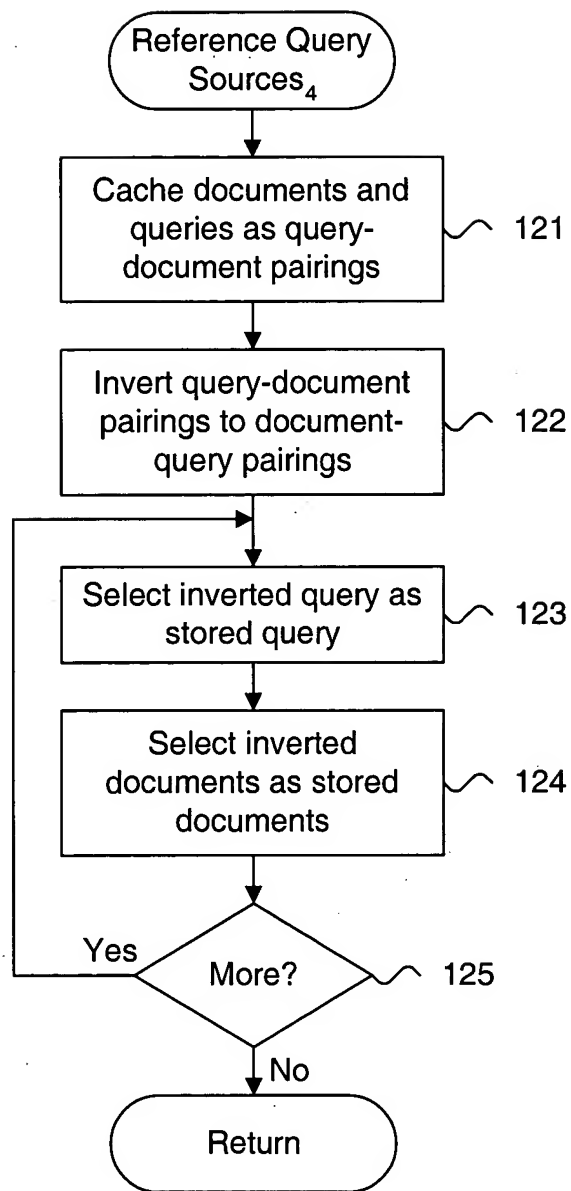 Reference Query
Sources₄
Cache documents and
queries as query-
document pairings
121
Invert query-document
pairings to document-
query pairings
122
Select inverted query as
stored query
123
Select inverted
documents as stored
documents
124
Yes
More?
125
No
Return